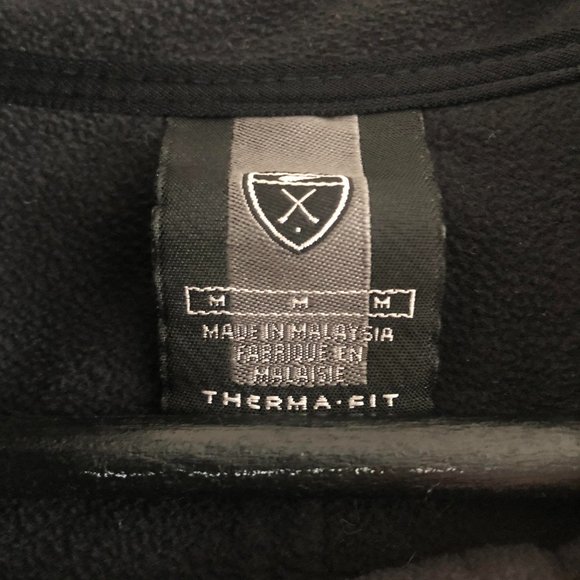 M M M
MADE IN MALAYSIA
FABRIQUE EN
MALAISIE
THERMA·FIT